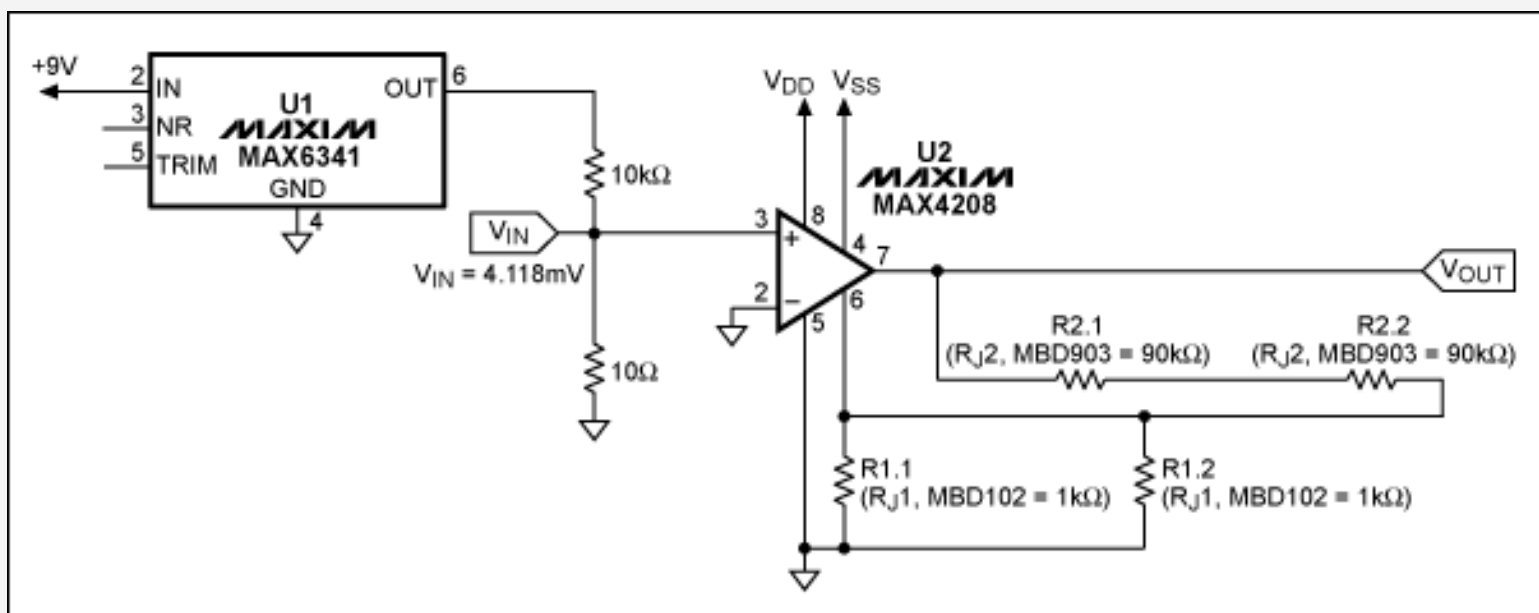 +9V
2
IN
OUT
6
U1
MAXIM
MAX6341
3
NR
5
TRIM
GND
4
10kΩ
VIN
VIN = 4.118mV
10Ω
VDD
VSS
U2
MAXIM
MAX4208
3
+
8
4
7
2
−
5
6
VOUT
R2.1
(RJ2, MBD903 = 90kΩ)
R2.2
(RJ2, MBD903 = 90kΩ)
R1.1
(RJ1, MBD102 = 1kΩ)
R1.2
(RJ1, MBD102 = 1kΩ)